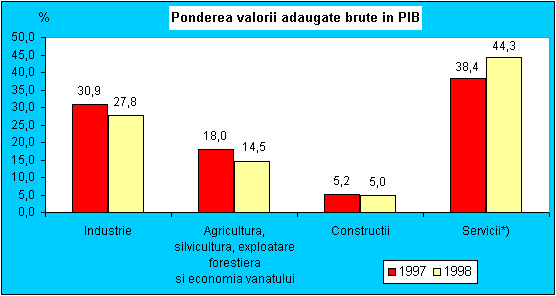 Ponderea valorii adaugate brute in PIB
%
50,0
45,0
40,0
35,0
30,0
25,0
20,0
15,0
10,0
5,0
0,0
30,9
27,8
18,0
14,5
5,2
5,0
38,4
44,3
Industrie
Agricultura,
silvicultura, exploatare
forestiera
si economia vanatului
Constructii
Servicii*)
1997
1998